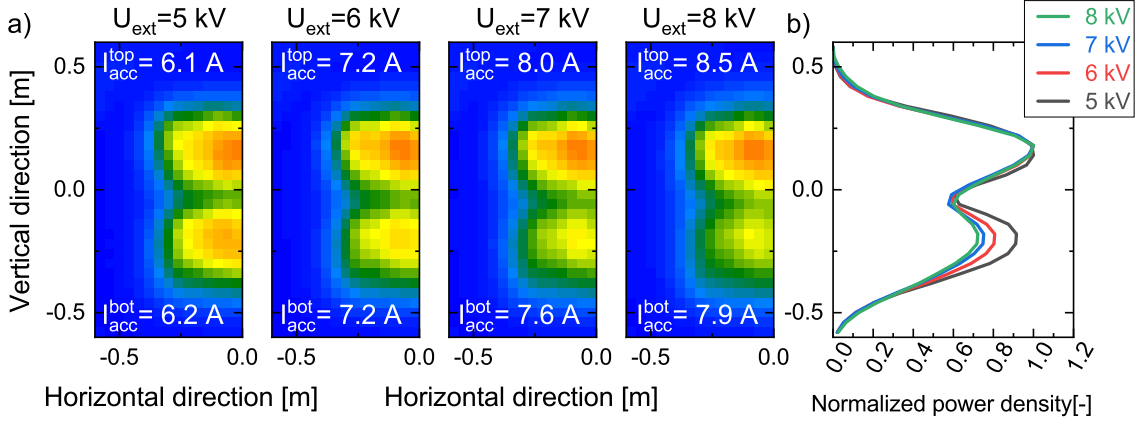 a)
U_ext=5 kV
U_ext=6 kV
U_ext=7 kV
U_ext=8 kV
b)
8 kV
7 kV
6 kV
5 kV
I^top_acc = 6.1 A
I^top_acc = 7.2 A
I^top_acc = 8.0 A
I^top_acc = 8.5 A
0.5
0.0
-0.5
Vertical direction [m]
0.5
0.0
-0.5
I^bot_acc = 6.2 A
I^bot_acc = 7.2 A
I^bot_acc = 7.6 A
I^bot_acc = 7.9 A
-0.5 0.0
-0.5 0.0
-0.5 0.0
-0.5 0.0
0.0 0.2 0.4 0.6 0.8 1.0 1.2
Horizontal direction [m]
Horizontal direction [m]
Normalized power density[-]